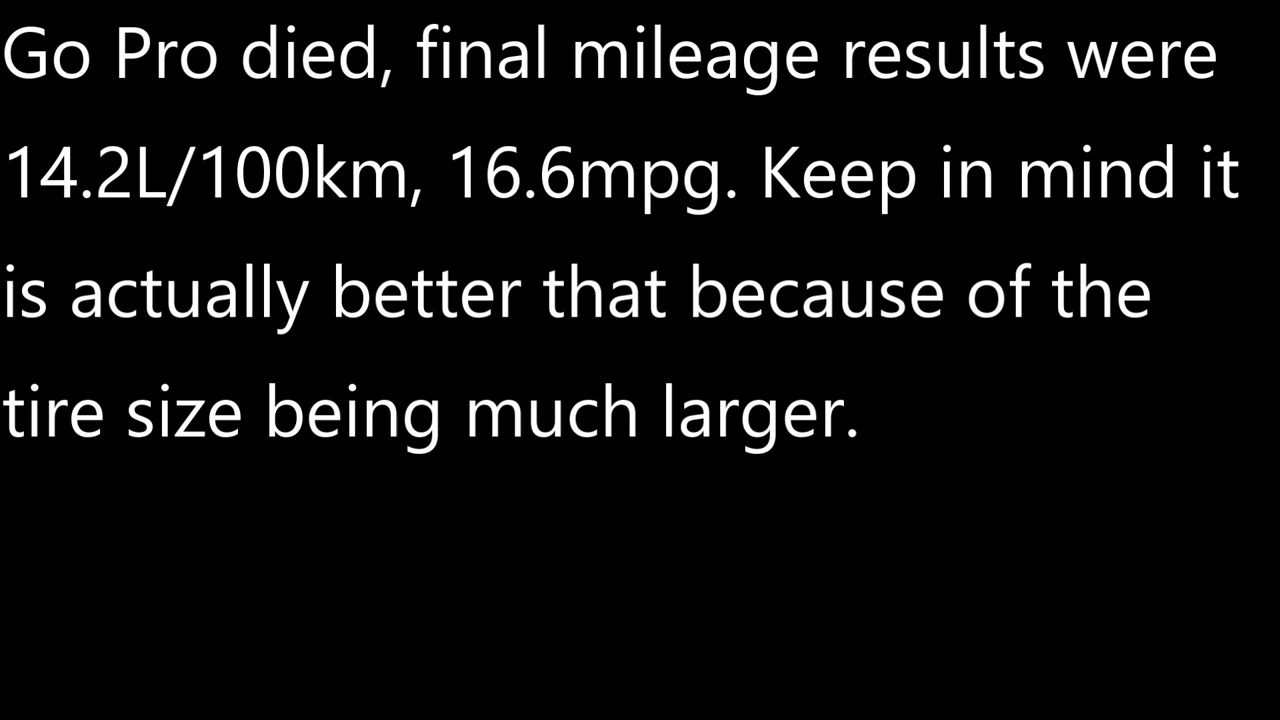 Go Pro died, final mileage results were
14.2L/100km, 16.6mpg. Keep in mind it
is actually better that because of the
tire size being much larger.